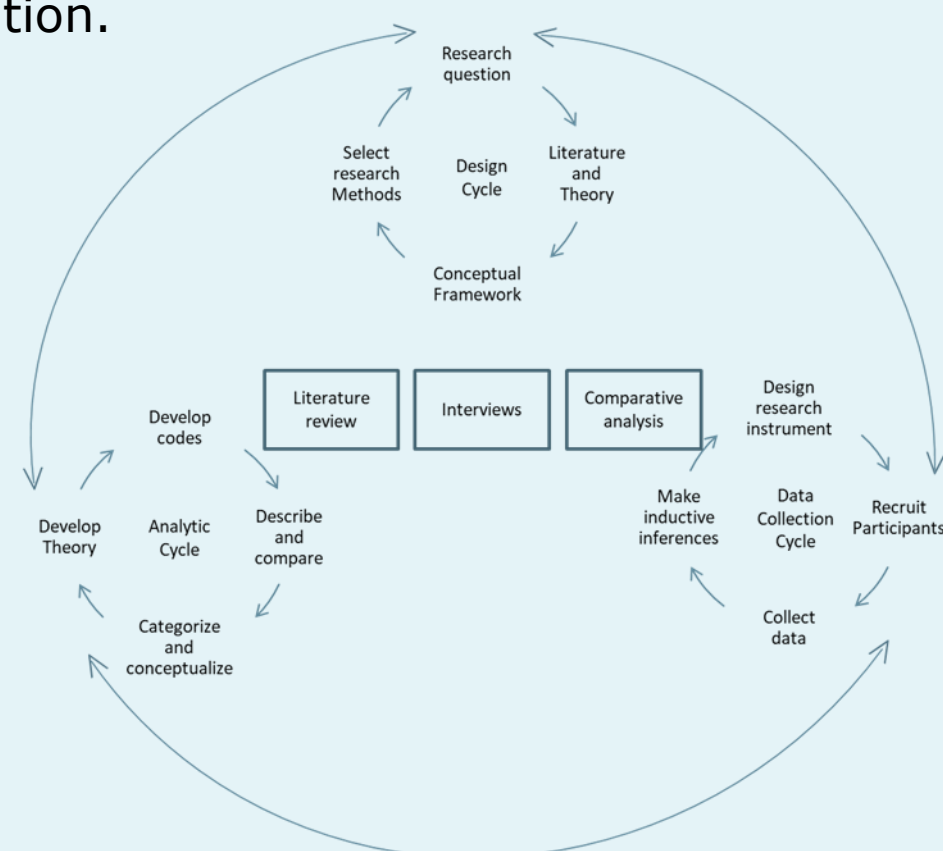 tion.
Research
question
Select
research
Methods
Design
Cycle
Literature
and
Theory
Conceptual
Framework
Literature
review
Interviews
Comparative
analysis
Develop
codes
Develop
Theory
Analytic
Cycle
Describe
and
compare
Categorize
and
conceptualize
Design
research
instrument
Make
inductive
inferences
Data
Collection
Cycle
Recruit
Participants
Collect
data